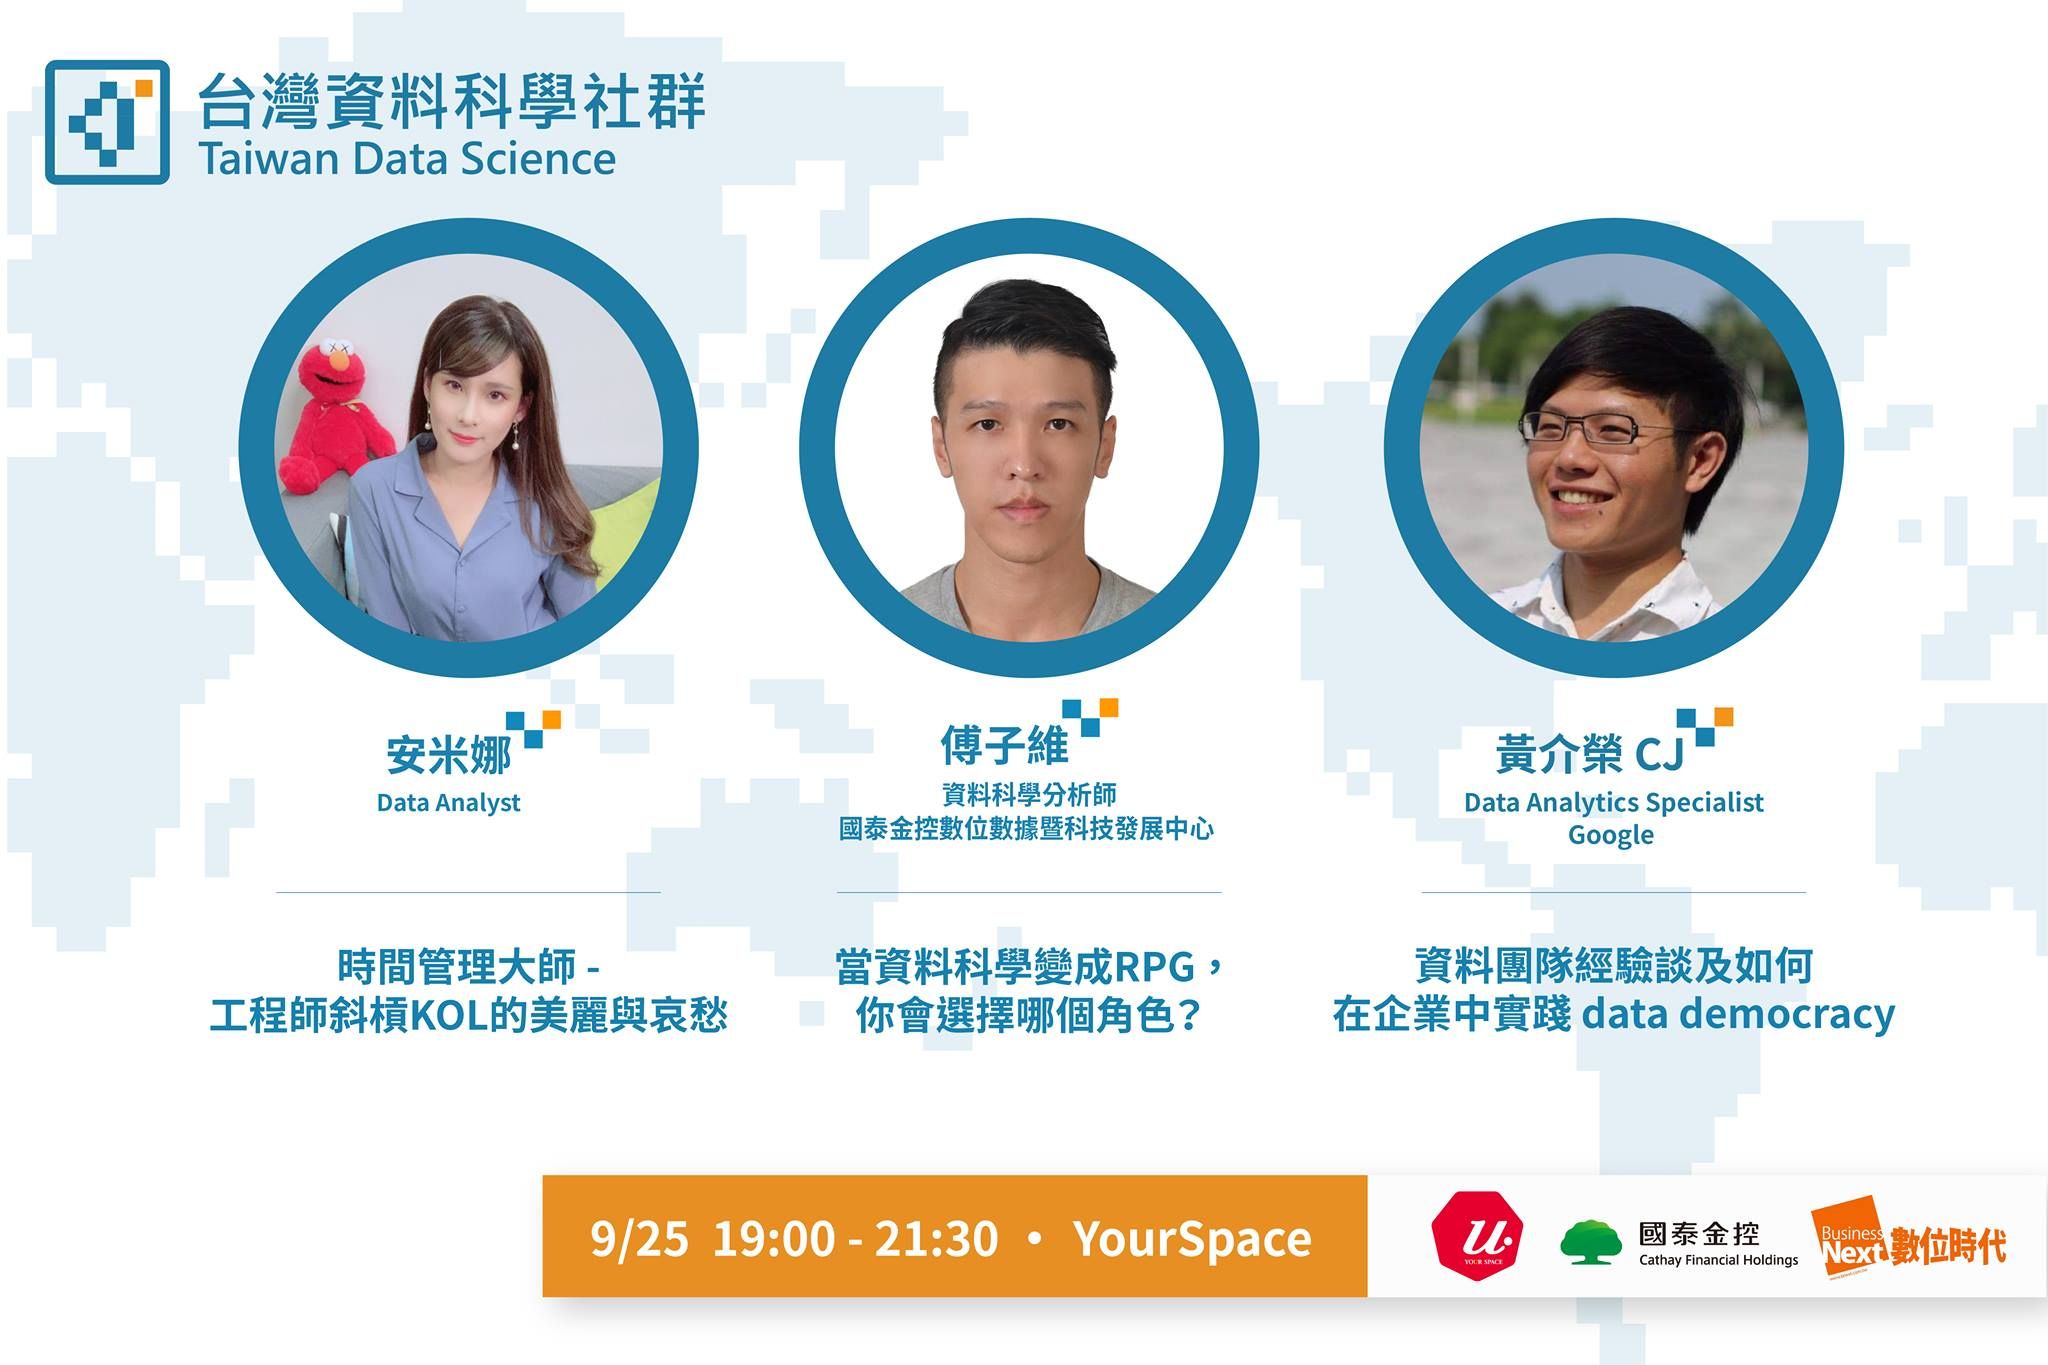 台灣資料科學社群
Taiwan Data Science
安米娜
Data Analyst
時間管理大師 -
工程師斜槓KOL的美麗與哀愁
傅子維
資料科學分析師
國泰金控數位數據暨科技發展中心
當資料科學變成RPG，
你會選擇哪個角色？
黃介榮 CJ
Data Analytics Specialist
Google
資料團隊經驗談及如何
在企業中實踐 data democracy
9/25 19:00 - 21:30 • YourSpace
u.
YOUR SPACE
國泰金控
Cathay Financial Holdings
Business
Next 數位時代